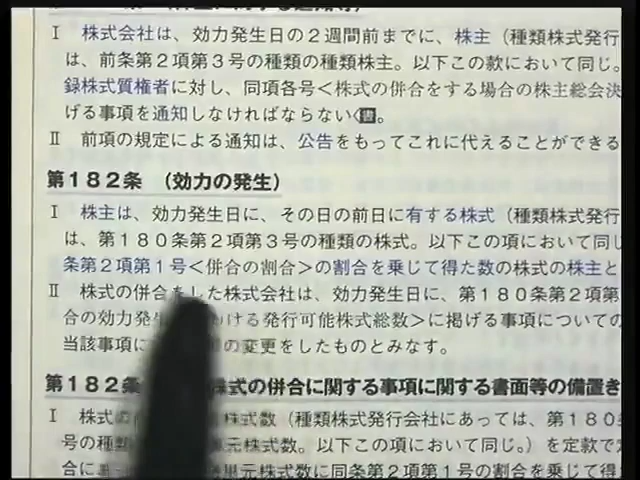 Ⅰ 株式会社は、効力発生日の２週間前までに、株主（種類株式発行
は、前条第２項第３号の種類の種類株主。以下この款において同じ。
録株式質権者に対し、同項各号＜株式の併合をする場合の株主総会決
げる事項を通知しなければならない書。
Ⅱ 前項の規定による通知は、公告をもってこれに代えることができる
第１８２条 （効力の発生）
Ⅰ 株主は、効力発生日に、その日の前日に有する株式（種類株式発行
は、第１８０条第２項第３号の種類の株式。以下この項において同じ
条第２項第１号＜併合の割合＞の割合を乗じて得た数の株式の株主と
Ⅱ 株式の併合をした株式会社は、効力発生日に、第１８０条第２項第
合の効力発生 ける発行可能株式総数＞に掲げる事項についての
当該事項に の変更をしたものとみなす。
第１８２条 株式の併合に関する事項に関する書面等の備置き
Ⅰ 株式 株式数（種類株式発行会社にあっては、第１８０
号の種類 元株式数。以下この項において同じ。）を定款で
合に 元株式数に同条第２項第１号の割合を乗じて得